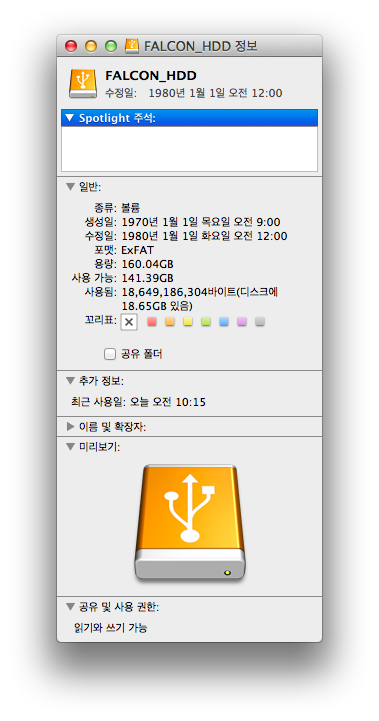 FALCON_HDD 정보
FALCON_HDD
수정일: 1980년 1월 1일 오전 12:00
Spotlight 주석:
일반:
종류: 볼륨
생성일: 1970년 1월 1일 목요일 오전 9:00
수정일: 1980년 1월 1일 화요일 오전 12:00
포맷: ExFAT
용량: 160.04GB
사용 가능: 141.39GB
사용됨: 18,649,186,304바이트(디스크에
18.65GB 있음)
꼬리표:
공유 폴더
추가 정보:
최근 사용일: 오늘 오전 10:15
이름 및 확장자:
미리보기:
공유 및 사용 권한:
읽기와 쓰기 가능